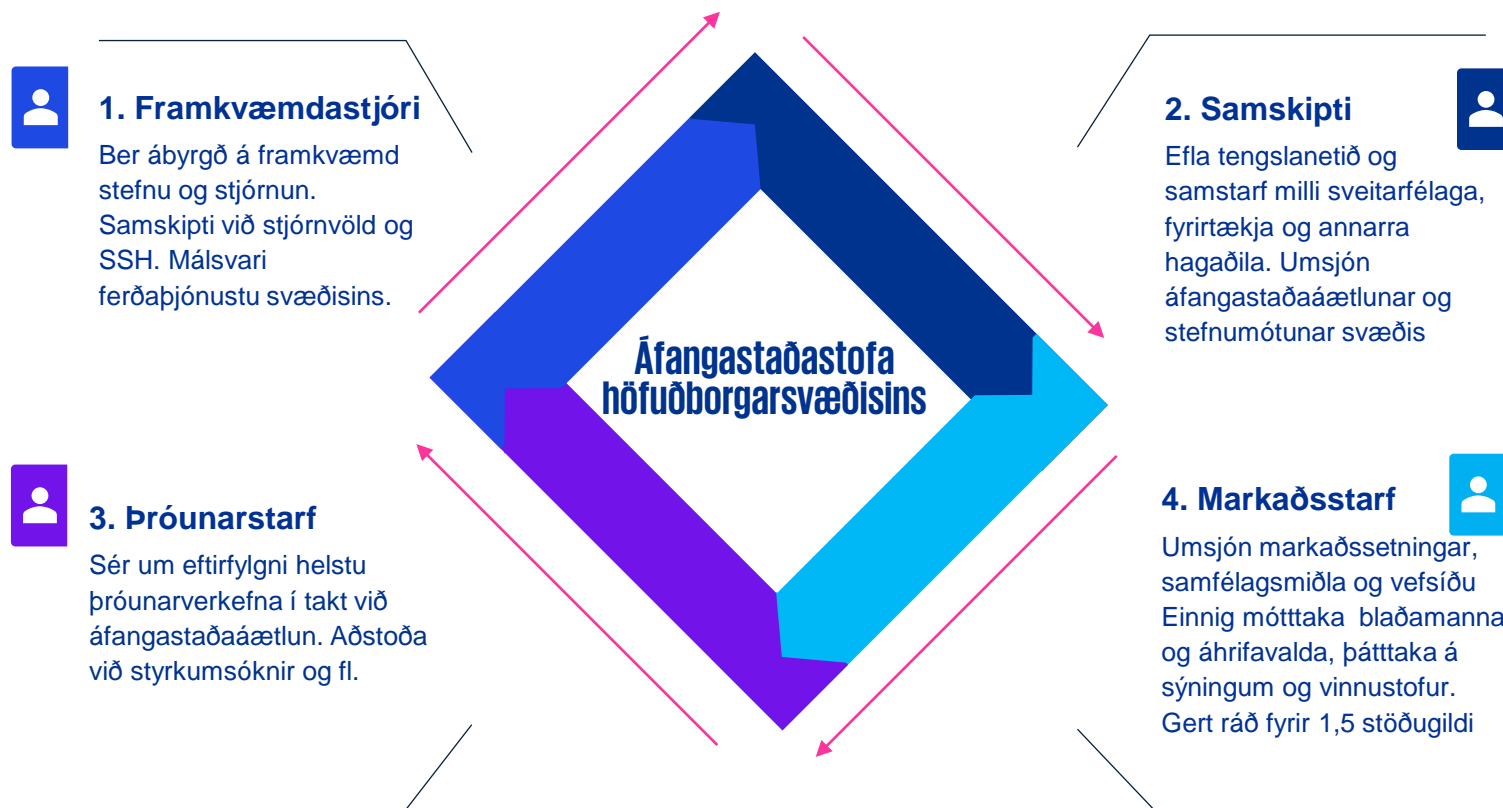 1. Framkvæmdastjóri
Ber ábyrgð á framkvæmd
stefnu og stjórnun.
Samskipti við stjórnvöld og
SSH. Málsvari
ferðaþjónustu svæðisins.
2. Samskipti
Efla tengslanetið og
samstarf milli sveitarfélaga,
fyrirtækja og annarra
hagaðila. Umsjón
áfangastaðaáætlunar og
stefnumótunar svæðis
Áfangastaðastofa
höfuðborgarsvæðisins
3. Þróunarstarf
Sér um eftirfylgni helstu
þróunarverkefna í takt við
áfangastaðaáætlun. Aðstoða
við styrkumsóknir og fl.
4. Markaðsstarf
Umsjón markaðssetningar,
samfélagsmiðla og vefsíðu
Einnig mótttaka blaðamanna
og áhrifavalda, þátttaka á
sýningum og vinnustofur.
Gert ráð fyrir 1,5 stöðugildi